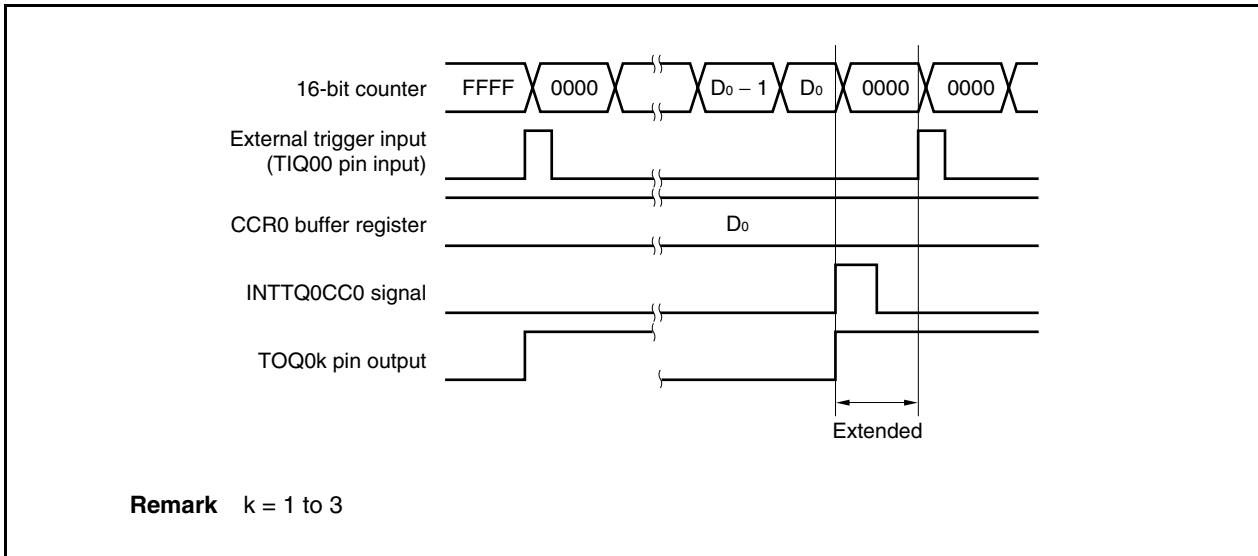 16-bit counter FFFF 0000 D0 − 1 D0 0000 0000
External trigger input
(TIQ00 pin input)
CCR0 buffer register D0
INTTQ0CC0 signal
TOQ0k pin output
Extended
Remark k = 1 to 3